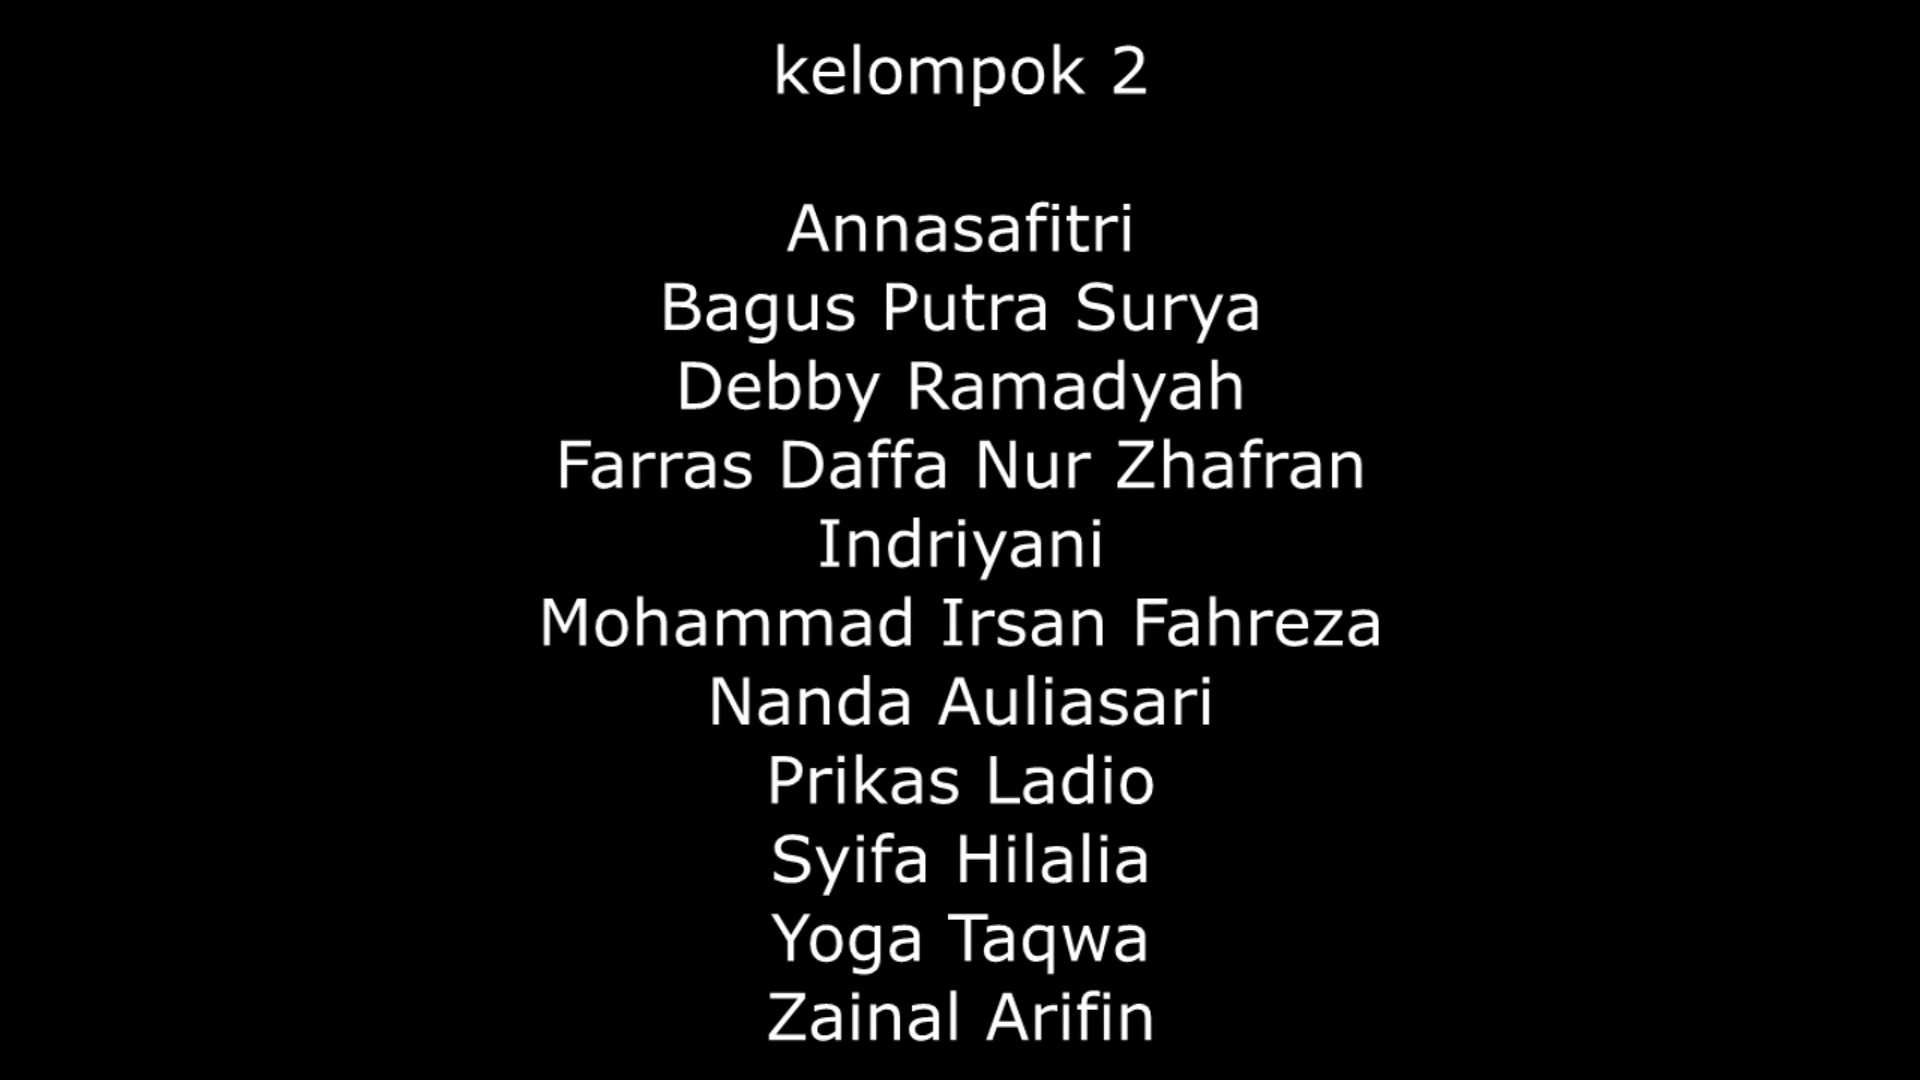 kelompok 2
Annasafitri
Bagus Putra Surya
Debby Ramadyah
Farras Daffa Nur Zhafran
Indriyani
Mohammad Irsan Fahreza
Nanda Auliasari
Prikas Ladio
Syifa Hilalia
Yoga Taqwa
Zainal Arifin